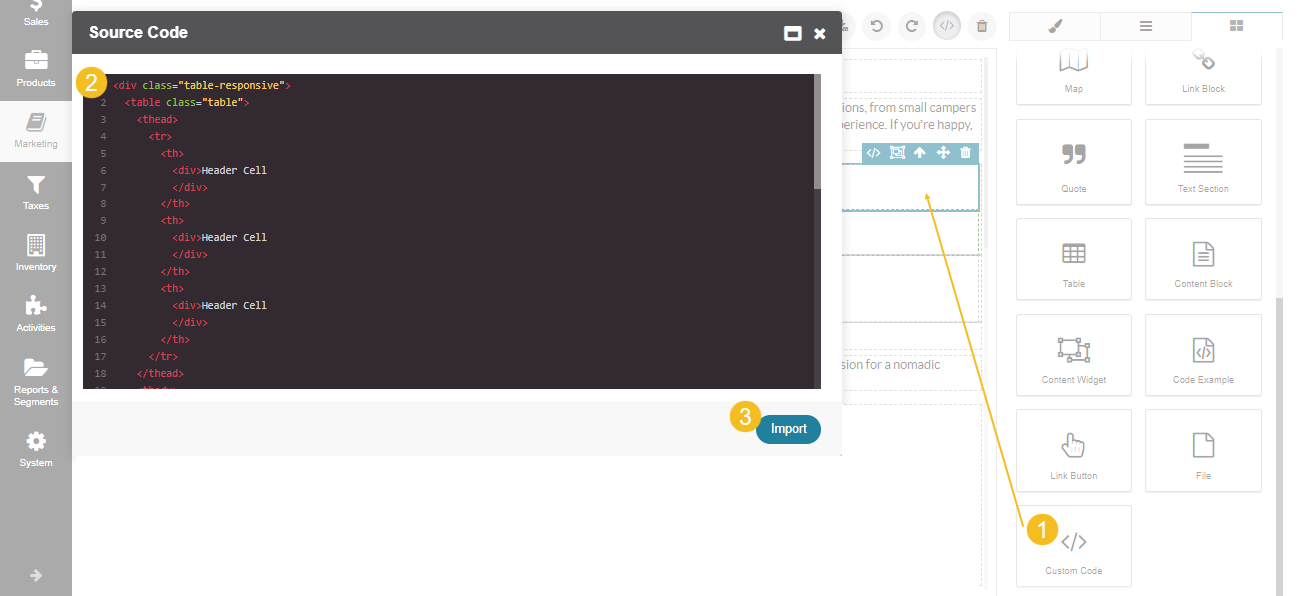 Sales
Products
Marketing
Taxes
Inventory
Activities
Reports &
Segments
System
Source Code
2
<div class="table-responsive">
2 <table class="table">
3 <thead>
4 <tr>
5 <th>
6 <div>Header Cell
7 </div>
8 </th>
9 <th>
10 <div>Header Cell
11 </div>
12 </th>
13 <th>
14 <div>Header Cell
15 </div>
16 </th>
17 </tr>
18 </thead>
3
Import
ions, from small campers
perience. If you're happy,
sion for a nomadic
Map
Link Block
Quote
Text Section
Table
Content Block
Content Widget
Code Example
Link Button
File
1
Custom Code